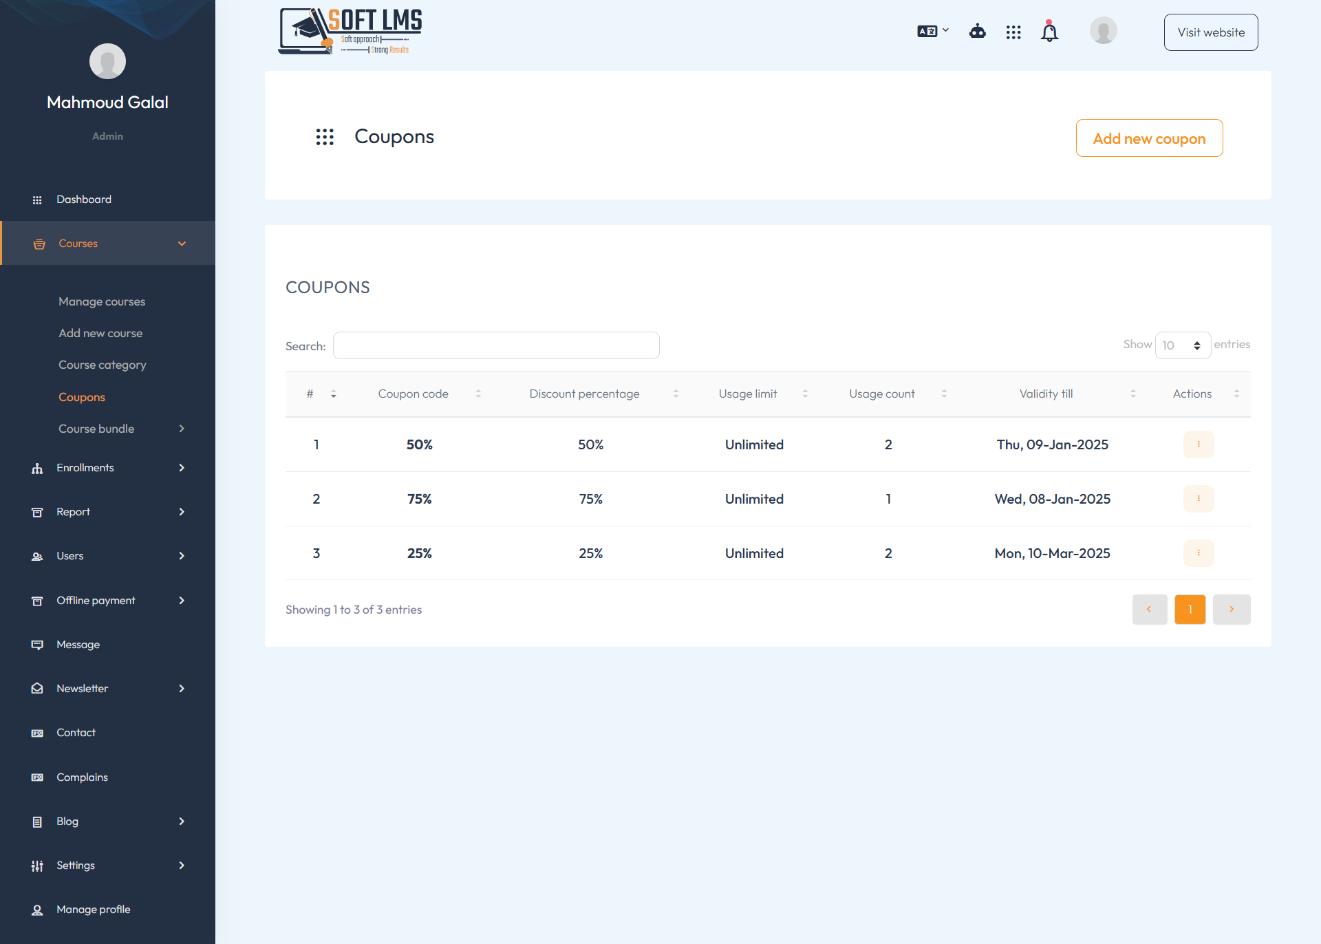 Mahmoud Galal
Admin
Dashboard
Courses
Manage courses
Add new course
Course category
Coupons
Course bundle
Enrollments
Report
Users
Offline payment
Message
Newsletter
Contact
Complains
Blog
Settings
Manage profile
SOFT LMS
Soft approach
Strong Results
Visit website
Coupons
Add new coupon
COUPONS
Search:
Show 10 entries
# Coupon code Discount percentage Usage limit Usage count Validity till Actions
1 50% 50% Unlimited 2 Thu, 09-Jan-2025
2 75% 75% Unlimited 1 Wed, 08-Jan-2025
3 25% 25% Unlimited 2 Mon, 10-Mar-2025
Showing 1 to 3 of 3 entries
1